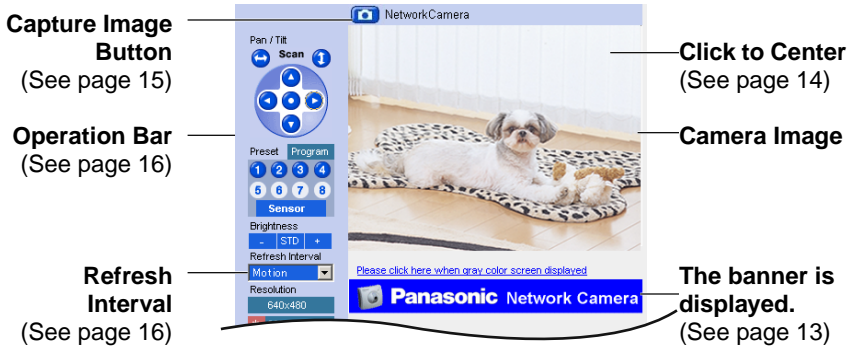 Capture Image
Button
(See page 15)
Operation Bar
(See page 16)
Refresh
Interval
(See page 16)
NetworkCamera
Pan / Tilt
Scan
Preset Program
1 2 3 4
5 6 7 8
Sensor
Brightness
- STD +
Refresh Interval
Motion
Resolution
640x480
Please click here when gray color screen displayed
Panasonic Network Camera
Click to Center
(See page 14)
Camera Image
The banner is
displayed.
(See page 13)